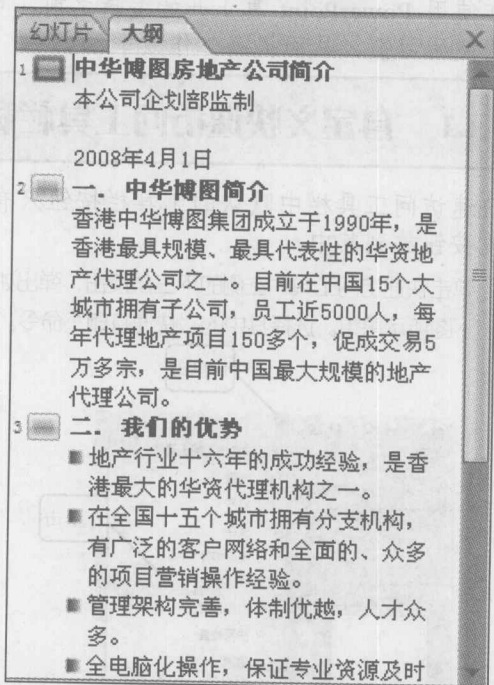 幻灯片 大纲
1 中华博图房地产公司简介
本公司企划部监制
2008年4月1日
2 一. 中华博图简介
香港中华博图集团成立于1990年，是
香港最具规模、最具代表性的华资地
产代理公司之一。目前在中国15个大
城市拥有子公司，员工近5000人，每
年代理地产项目150多个，促成交易5
万多宗，是目前中国最大规模的地产
代理公司。
3 二. 我们的优势
地产行业十六年的成功经验，是香
港最大的华资代理机构之一。
在全国十五个城市拥有分支机构，
有广泛的客户网络和全面的、众多
的项目营销操作经验。
管理架构完善，体制优越，人才众
多。
全电脑化操作，保证专业资源及时